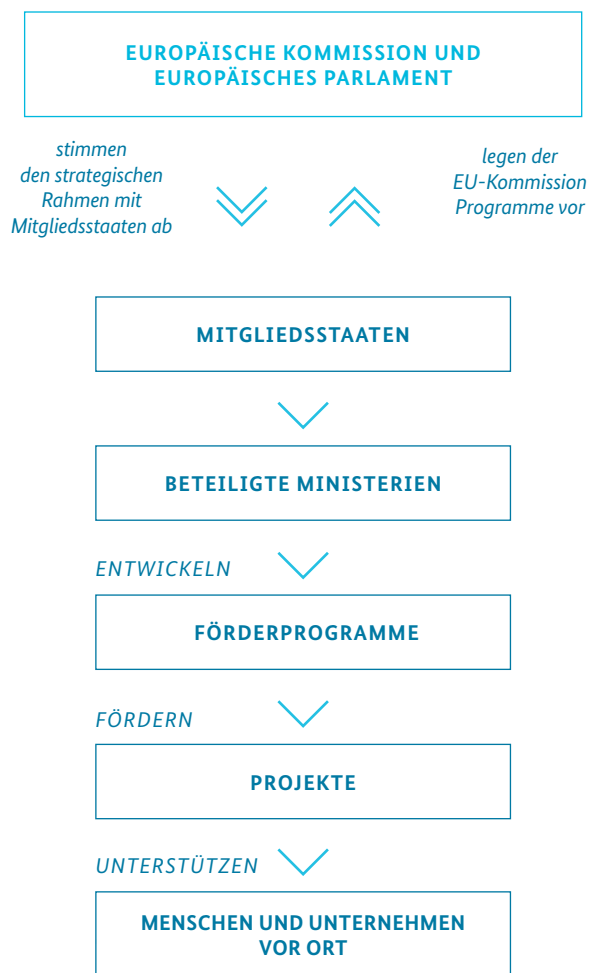 EUROPÄISCHE KOMMISSION UND
EUROPÄISCHES PARLAMENT
stimmen
den strategischen
Rahmen mit
Mitgliedsstaaten ab
legen der
EU-Kommission
Programme vor
MITGLIEDSSTAATEN
BETEILIGTE MINISTERIEN
ENTWICKELN
FÖRDERPROGRAMME
FÖRDERN
PROJEKTE
UNTERSTÜTZEN
MENSCHEN UND UNTERNEHMEN
VOR ORT